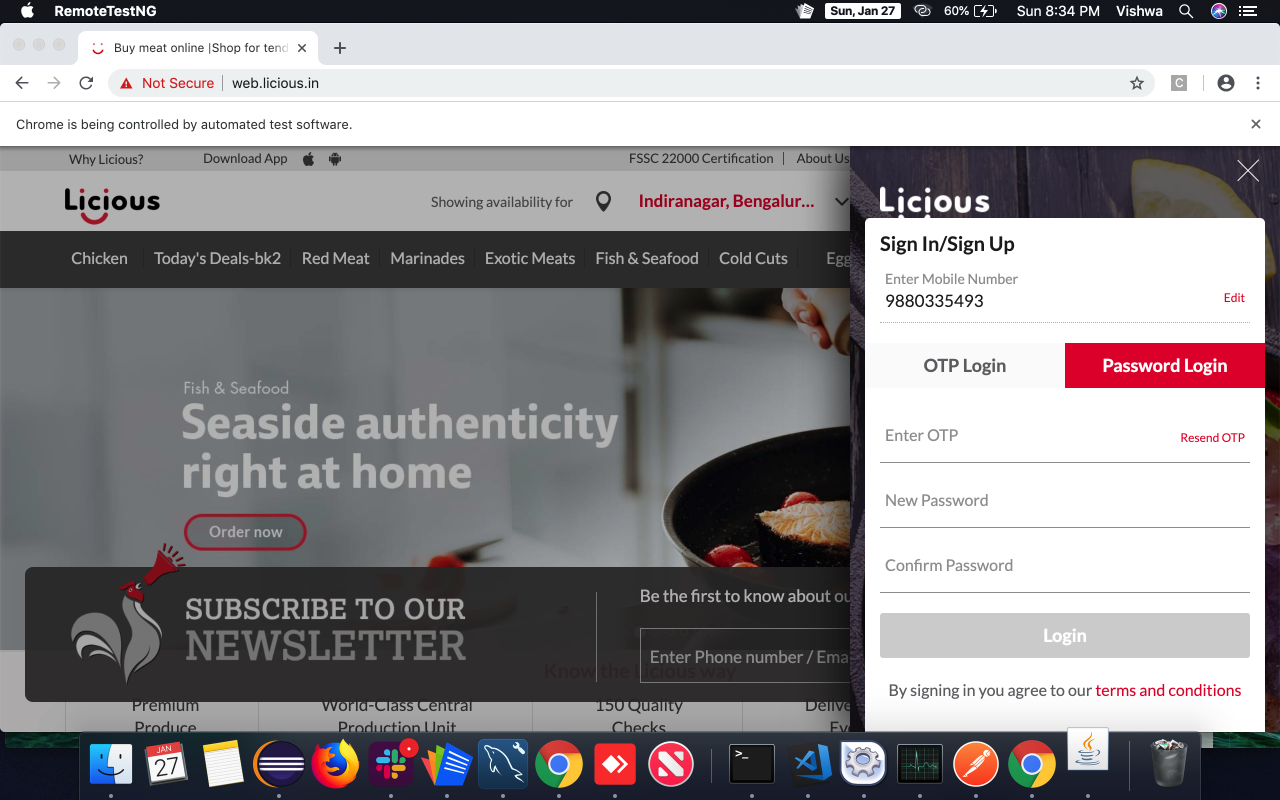 RemoteTestNG
Sun, Jan 27
60%
Sun 8:34 PM
Vishwa
Buy meat online |Shop for tend
Not Secure
web.licious.in
C
Chrome is being controlled by automated test software.
Why Licious?
Download App
FSSC 22000 Certification
About Us
Licious
Showing availability for
Indiranagar, Bengalur...
Chicken
Today's Deals-bk2
Red Meat
Marinades
Exotic Meats
Fish & Seafood
Cold Cuts
Egg
Fish & Seafood
Seaside authenticity
right at home
Order now
SUBSCRIBE TO OUR
NEWSLETTER
Be the first to know about ou
Enter Phone number / Ema
Know the Licious way
Premium
Produce
World-Class Central
Production Unit
150 Quality
Checks
Delive
Eve
Licious
Sign In/Sign Up
Enter Mobile Number
9880335493
Edit
OTP Login
Password Login
Enter OTP
Resend OTP
New Password
Confirm Password
Login
By signing in you agree to our terms and conditions
JAN
27
>_